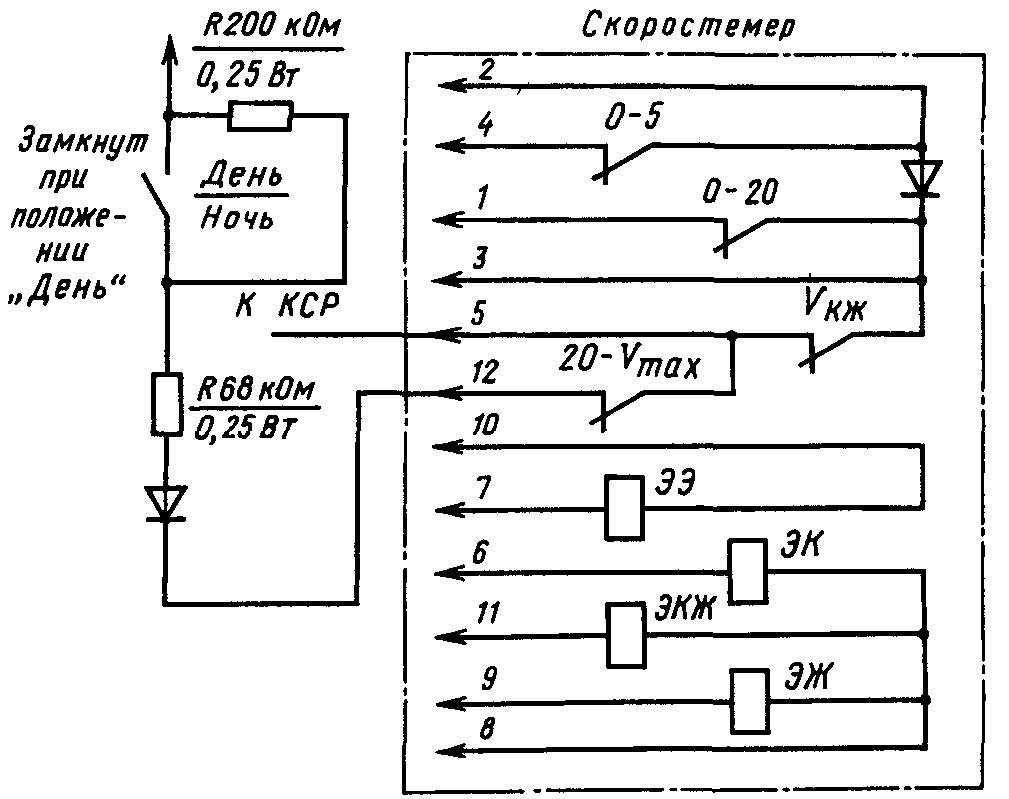 R200 кОм
0,25 Вт
Замкнут
при
положе-
нии
„День“
День
Ночь
К КСР
R68 кОм
0,25 Вт
Скоростемер
2
4
0-5
1
0-20
3
5
Vкж
12
20-Vmax
10
7
ЭЭ
6
ЭК
11
ЭКЖ
9
ЭЖ
8